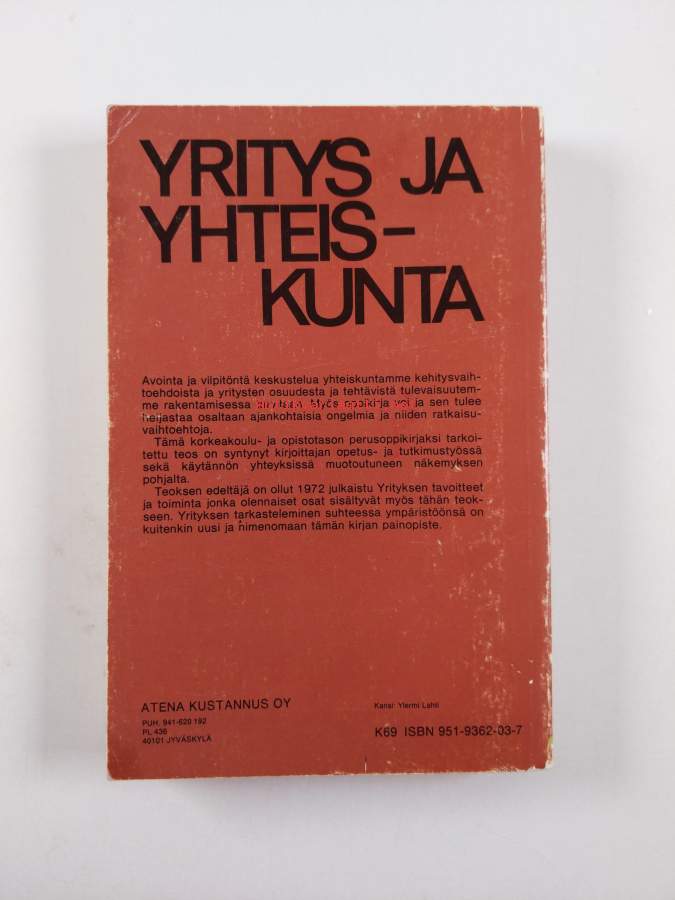 YRITYS JA
YHTEIS-
KUNTA
Avointa ja vilpitöntä keskustelua yhteiskuntamme kehitysvaih-
toehdoista ja yritysten osuudesta ja tehtävistä tulevaisuutem-
me rakentamisessa Myös oppikirja voi ja sen tulee
heijastaa osaltaan ajankohtaisia ongelmia ja niiden ratkaisu-
vaihtoehtoja.
Tämä korkeakoulu- ja opistotason perusoppikirjaksi tarkoi-
tettu teos on syntynyt kirjoittajan opetus- ja tutkimustyössä
sekä käytännön yhteyksissä muotoutuneen näkemyksen
pohjalta.
Teoksen edeltäjä on ollut 1972 julkaistu Yrityksen tavoitteet
ja toiminta jonka olennaiset osat sisältyvät myös tähän teok-
seen. Yrityksen tarkasteleminen suhteessa ympäristöönsä on
kuitenkin uusi ja nimenomaan tämän kirjan painopiste.
ATENA KUSTANNUS OY
PUH. 941-620 192
PL 436
40101 JYVÄSKYLÄ
Kansi: Ylermi Lahti
K69 ISBN 951-9362-03-7